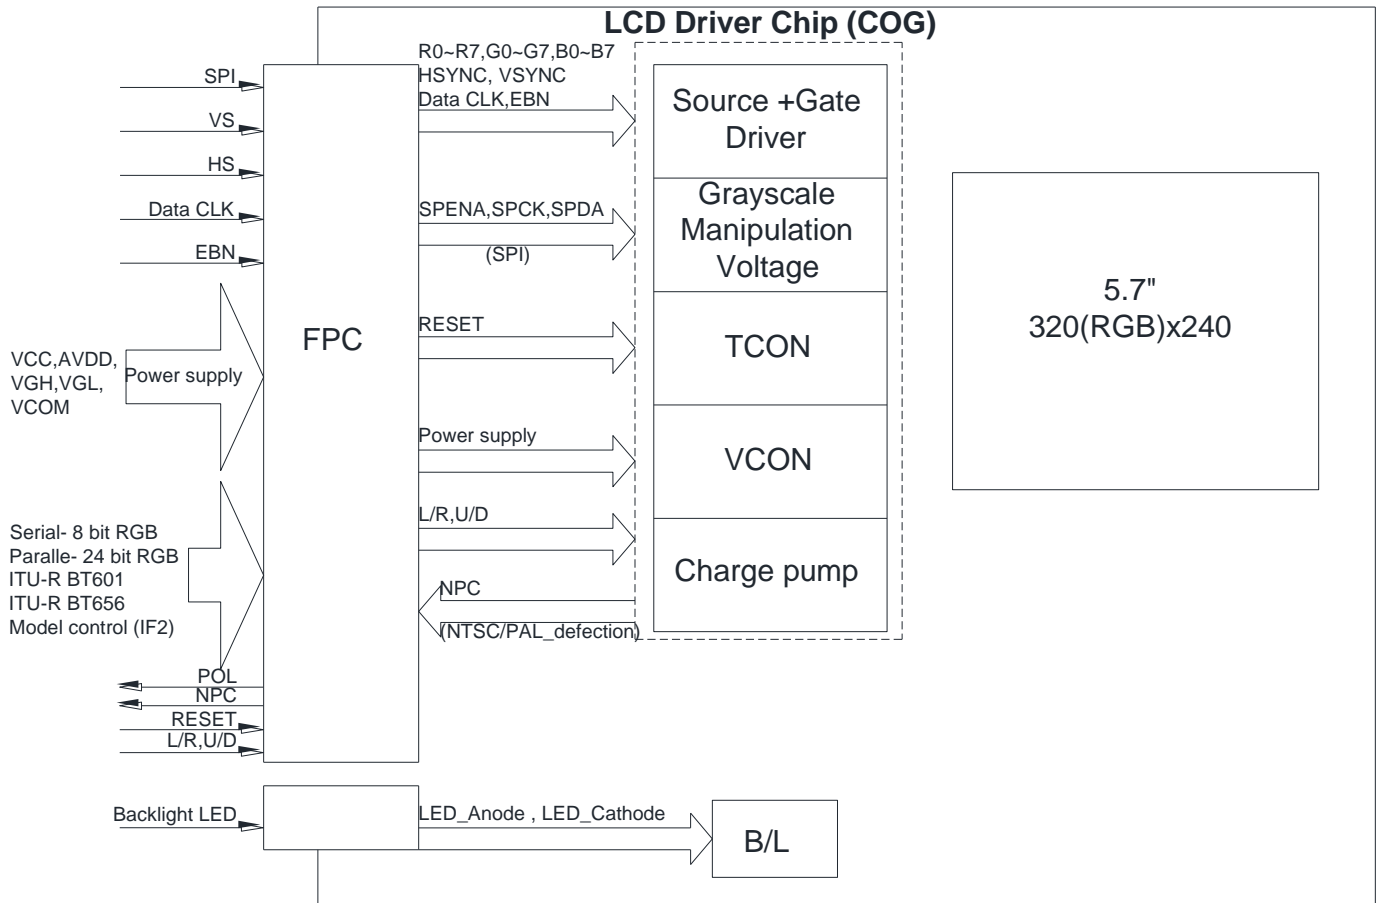 LCD Driver Chip (COG)
SPI
VS
HS
Data CLK
EBN
VCC,AVDD,
VGH,VGL,
VCOM
Power supply
Serial- 8 bit RGB
Paralle- 24 bit RGB
ITU-R BT601
ITU-R BT656
Model control (IF2)
POL
NPC
RESET
L/R,U/D
Backlight LED
FPC
R0~R7,G0~G7,B0~B7
HSYNC, VSYNC
Data CLK,EBN
SPENA,SPCK,SPDA
(SPI)
RESET
Power supply
L/R,U/D
NPC
(NTSC/PAL_defection)
LED_Anode , LED_Cathode
Source +Gate
Driver
Grayscale
Manipulation
Voltage
TCON
VCON
Charge pump
B/L
5.7"
320(RGB)x240